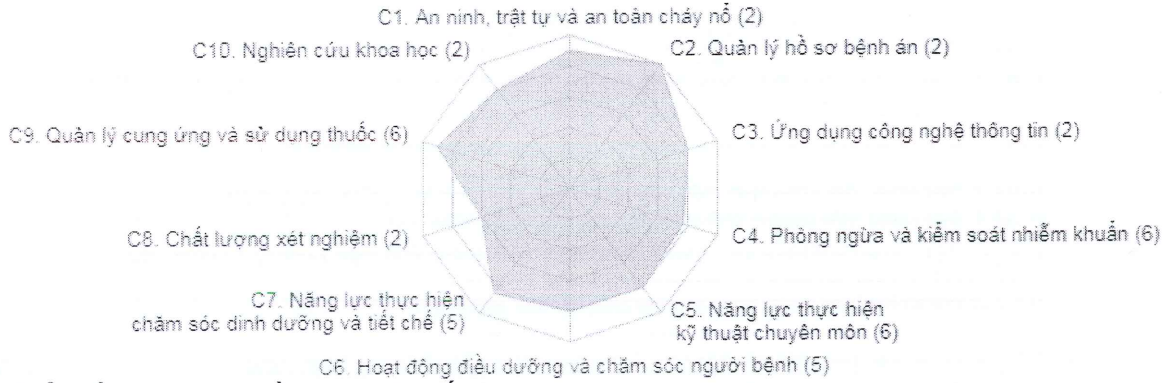 C1. An ninh, trật tự và an toàn cháy nổ (2)
C10. Nghiên cứu khoa học (2)
C2. Quản lý hồ sơ bệnh án (2)
C9. Quản lý cung ứng và sử dụng thuốc (6)
C3. Ứng dụng công nghệ thông tin (2)
C8. Chất lượng xét nghiệm (2)
C4. Phòng ngừa và kiểm soát nhiễm khuẩn (6)
C7. Năng lực thực hiện
chăm sóc dinh dưỡng và tiết chế (5)
C5. Năng lực thực hiện
kỹ thuật chuyên môn (6)
C6. Hoạt động điều dưỡng và chăm sóc người bệnh (5)